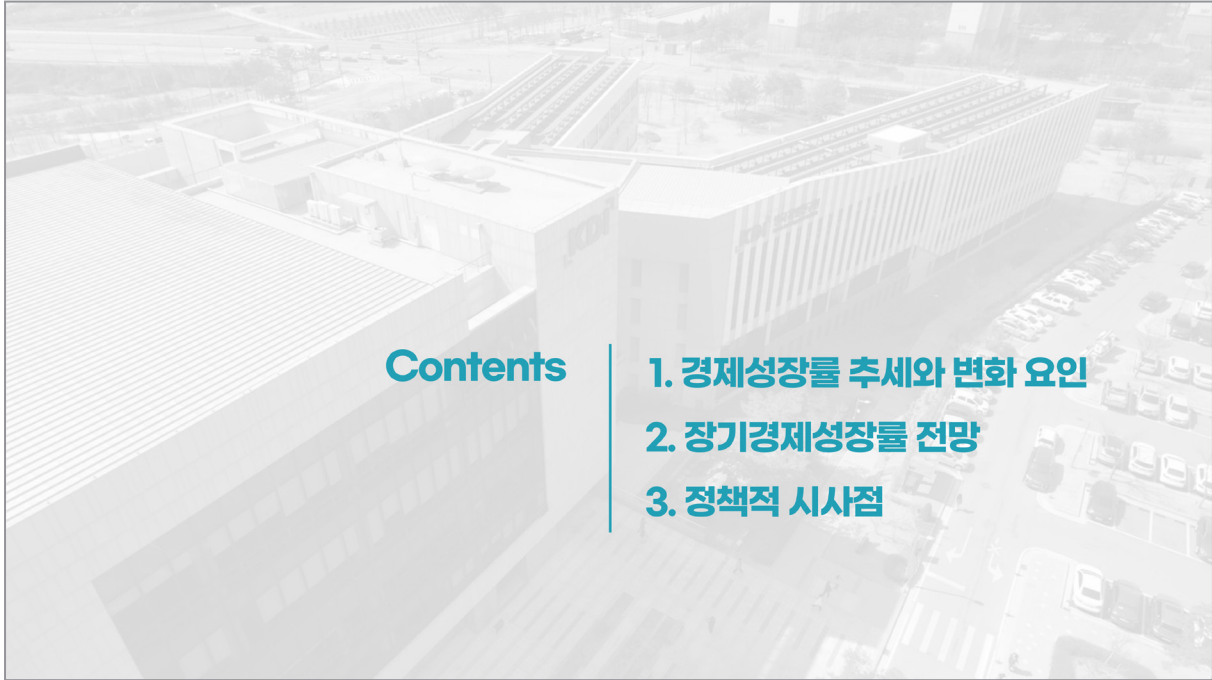 Contents
1. 경제성장률 추세와 변화 요인
2. 장기경제성장률 전망
3. 정책적 시사점
KDI